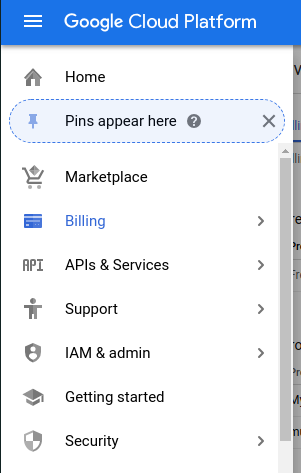 Google Cloud Platform
Home
Pins appear here
Marketplace
Billing
API APIs & Services
Support
IAM & admin
Getting started
Security